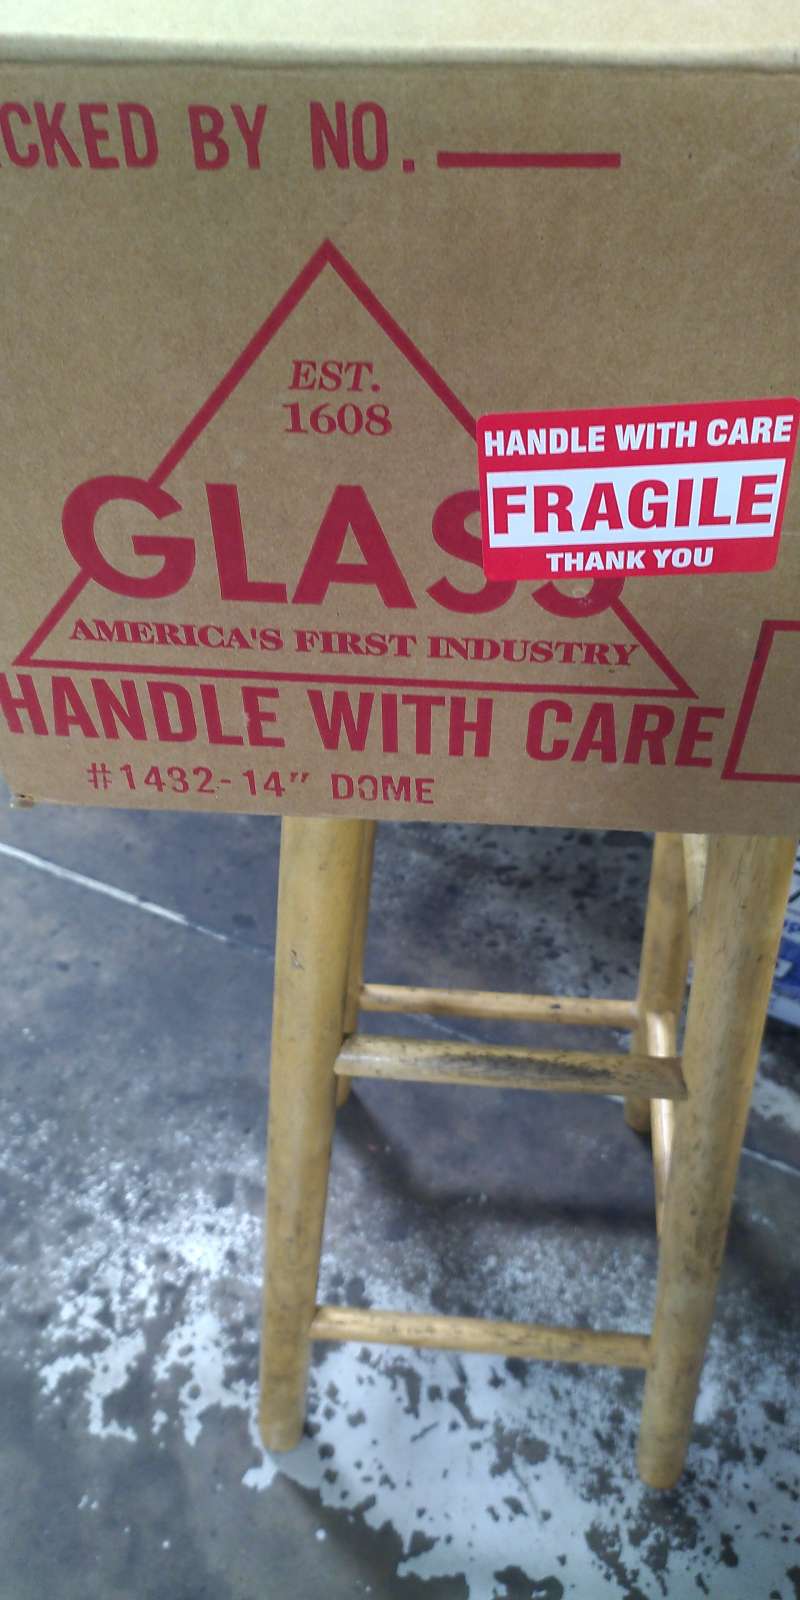 CKED BY NO.
EST.
1608
GLASS
HANDLE WITH CARE
FRAGILE
THANK YOU
AMERICA'S FIRST INDUSTRY
HANDLE WITH CARE
#1432-14" DOME